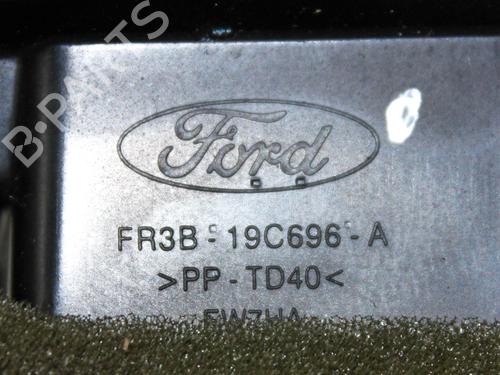 B-PARTS
Ford
FR3B - 19C696 - A
>PP - TD40<